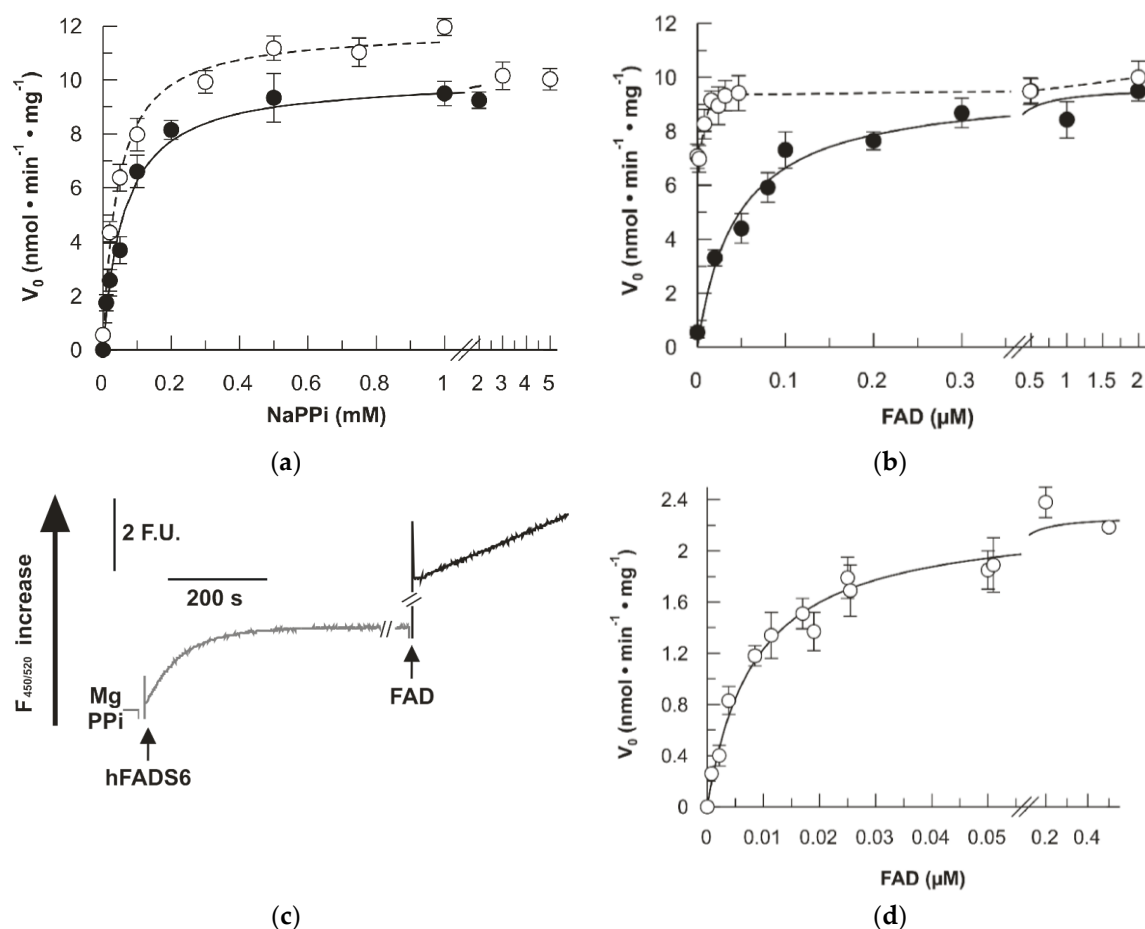 12
10
8
6
4
2
0
V₀ (nmol • min⁻¹ • mg⁻¹)
0 0.2 0.4 0.6 0.8 1 2 3 4 5
NaPPi (mM)
(a)
12
10
8
6
4
2
0
V₀ (nmol • min⁻¹ • mg⁻¹)
0 0.1 0.2 0.3 0.5 1 1.5 2
FAD (µM)
(b)
F450/520 increase
2 F.U.
200 s
Mg
PPi
hFADS6
FAD
(c)
2.4
2
1.6
1.2
0.8
0.4
0
V₀ (nmol • min⁻¹ • mg⁻¹)
0 0.01 0.02 0.03 0.04 0.05 0.2 0.4
FAD (µM)
(d)